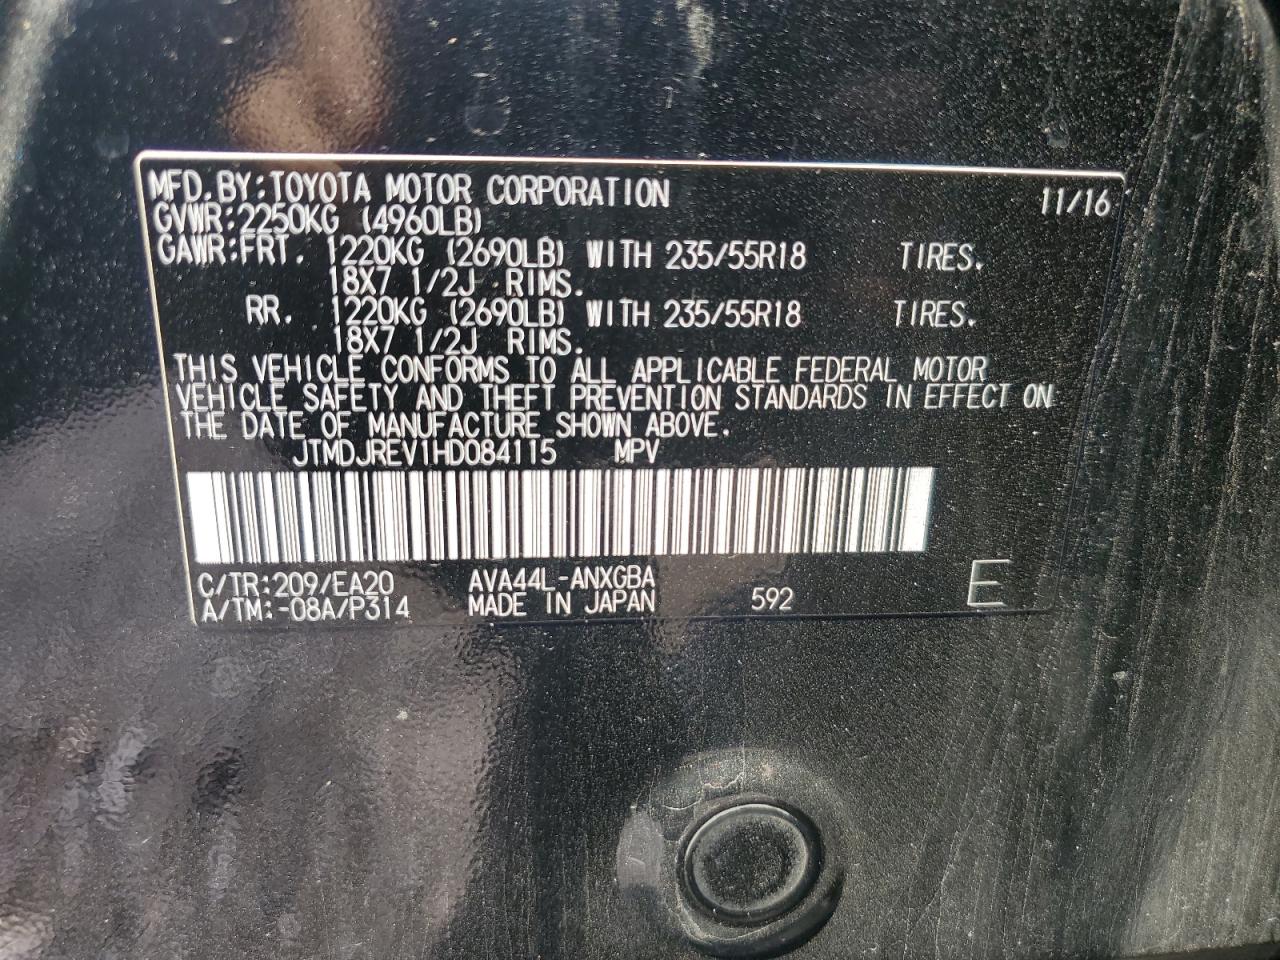 MFD.BY:TOYOTA MOTOR CORPORATION 11/16
GVWR:2250KG (4960LB)
GAWR:FRT. 1220KG (2690LB) WITH 235/55R18 TIRES.
18X7 1/2J RIMS.
RR. 1220KG (2690LB) WITH 235/55R18 TIRES.
18X7 1/2J RIMS.
THIS VEHICLE CONFORMS TO ALL APPLICABLE FEDERAL MOTOR
VEHICLE SAFETY AND THEFT PREVENTION STANDARDS IN EFFECT ON
THE DATE OF MANUFACTURE SHOWN ABOVE.
JTMDJREV1HD084115 MPV
C/TR:209/EA20 AVA44L-ANXGBA
A/TM:-08A/P314 MADE IN JAPAN 592 E